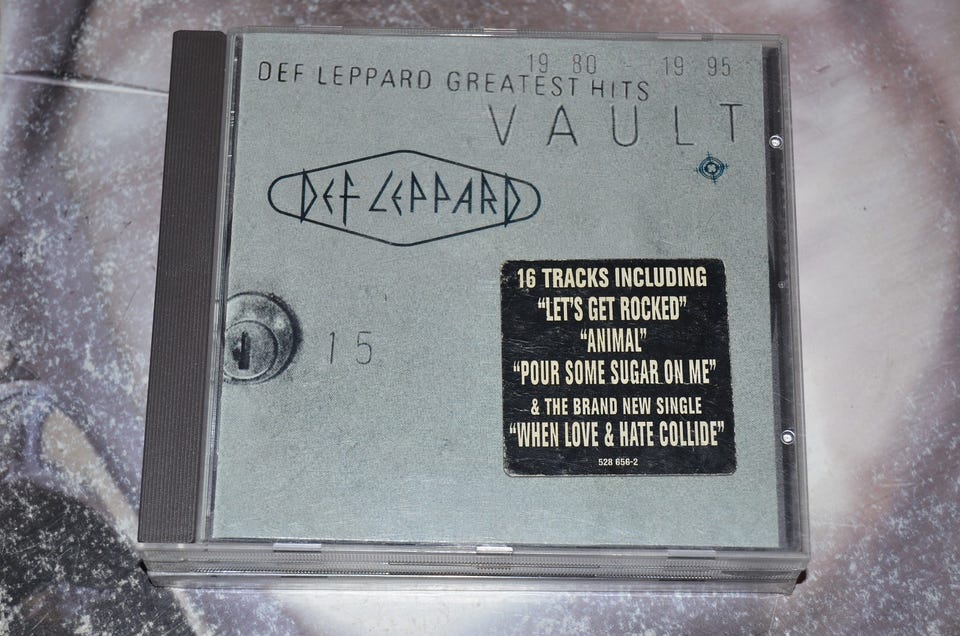 19 80 - 19 95
DEF LEPPARD GREATEST HITS
VAULT
DEF LEPPARD
15
16 TRACKS INCLUDING
“LET'S GET ROCKED”
“ANIMAL”
“POUR SOME SUGAR ON ME”
& THE BRAND NEW SINGLE
“WHEN LOVE & HATE COLLIDE”
528 656-2